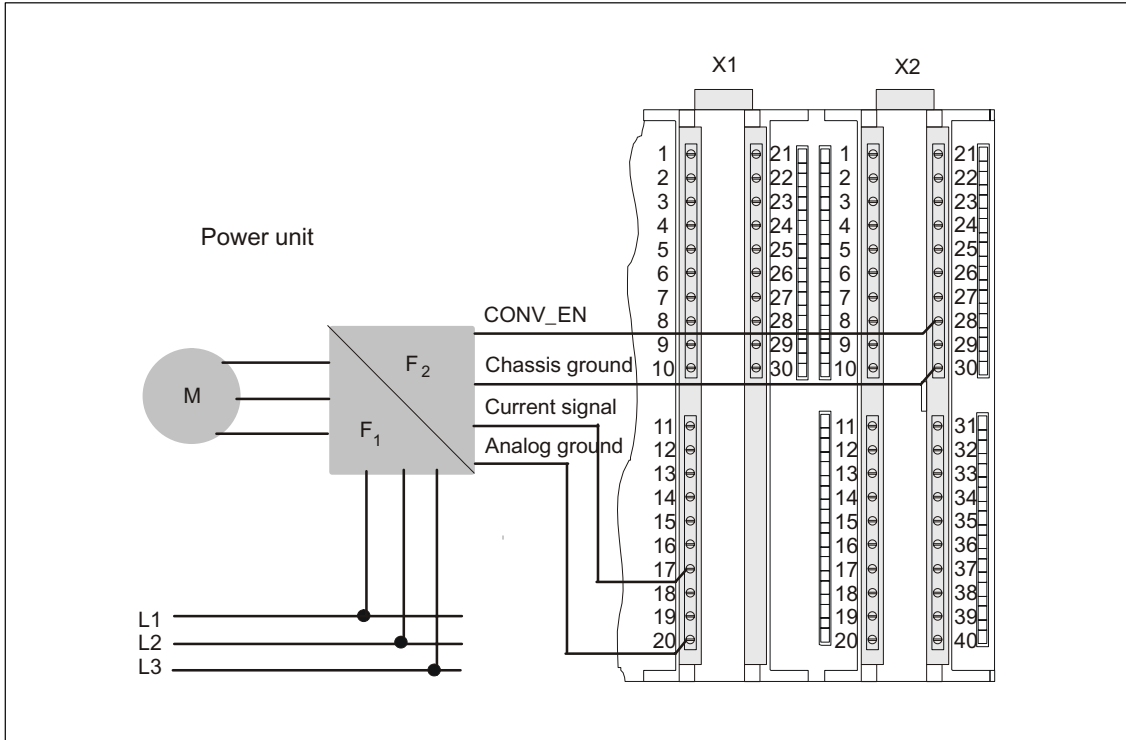 X1 X2
1 21 1 21
2 22 2 22
3 23 3 23
4 24 4 24
Power unit
5 25 5 25
6 26 6 26
7 27 7 27
CONV_EN
8 28 8 28
9 29 9 29
Chassis ground
10 30 10 30
F2
M
Current signal
F1
11 11 31
Analog ground
12 12 32
13 13 33
14 14 34
15 15 35
16 16 36
17 17 37
18 18 38
L1
19 19 39
L2
20 20 40
L3